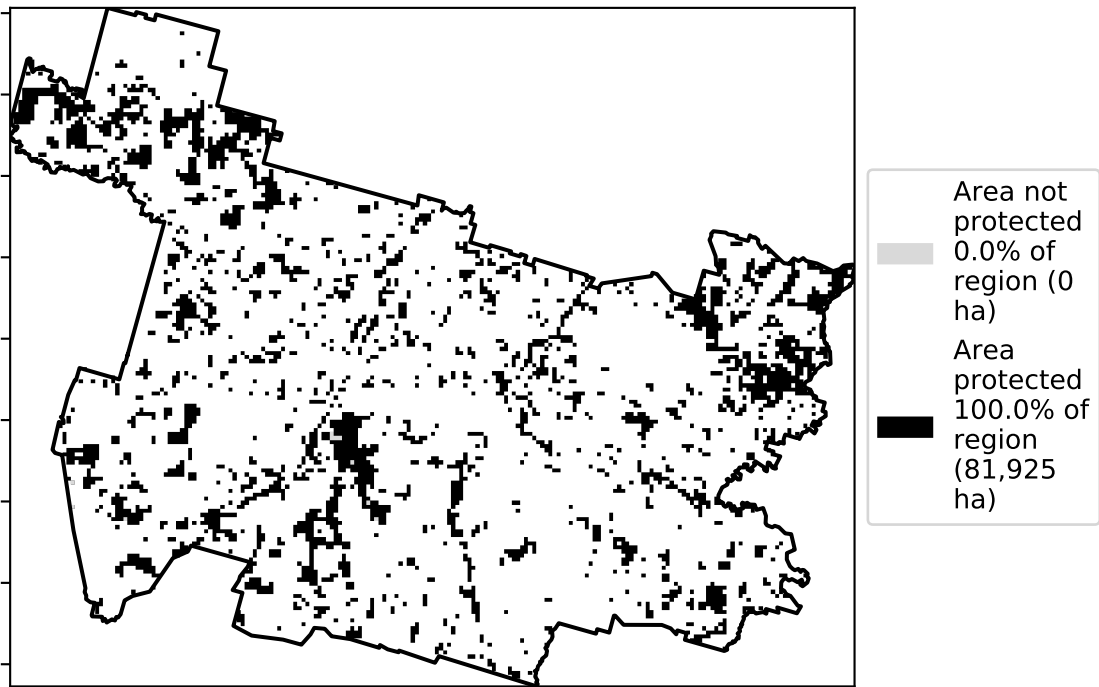 Area not
protected
0.0% of
region (0
ha)
Area
protected
100.0% of
region
(81,925
ha)